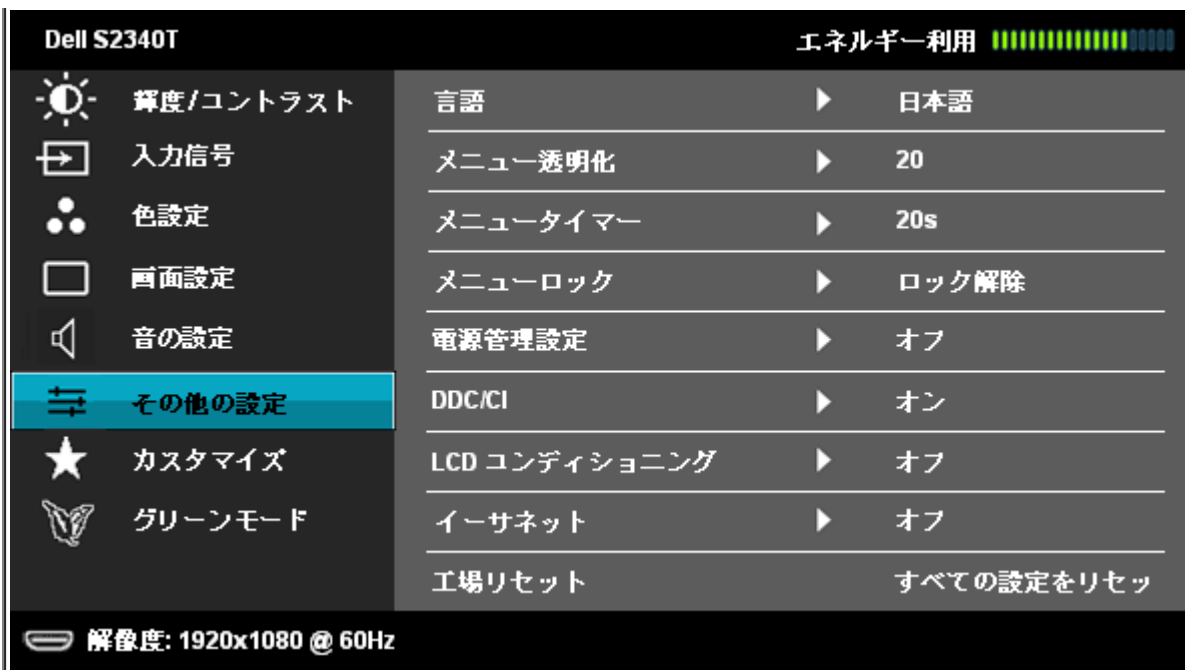 Dell S2340T
エネルギー利用
輝度/コントラスト
入力信号
色設定
画面設定
音の設定
その他の設定
カスタマイズ
グリーンモード
言語 日本語
メニュー透明化 20
メニュータイマー 20s
メニューロック ロック解除
電源管理設定 オフ
DDC/CI オン
LCD コンディショニング オフ
イーサネット オフ
工場リセット すべての設定をリセッ
解像度: 1920x1080 @ 60Hz